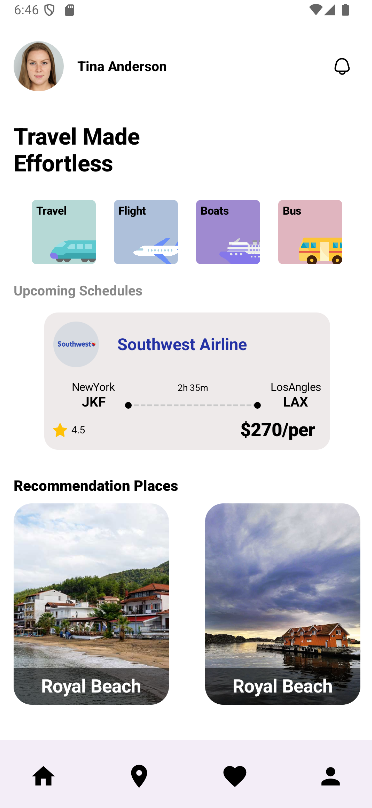 6:46
Tina Anderson
Travel Made
Effortless
Travel
Flight
Boats
Bus
Upcoming Schedules
Southwest
Southwest Airline
NewYork
2h 35m
LosAngles
JKF
LAX
4.5
$270/per
Recommendation Places
Royal Beach
Royal Beach